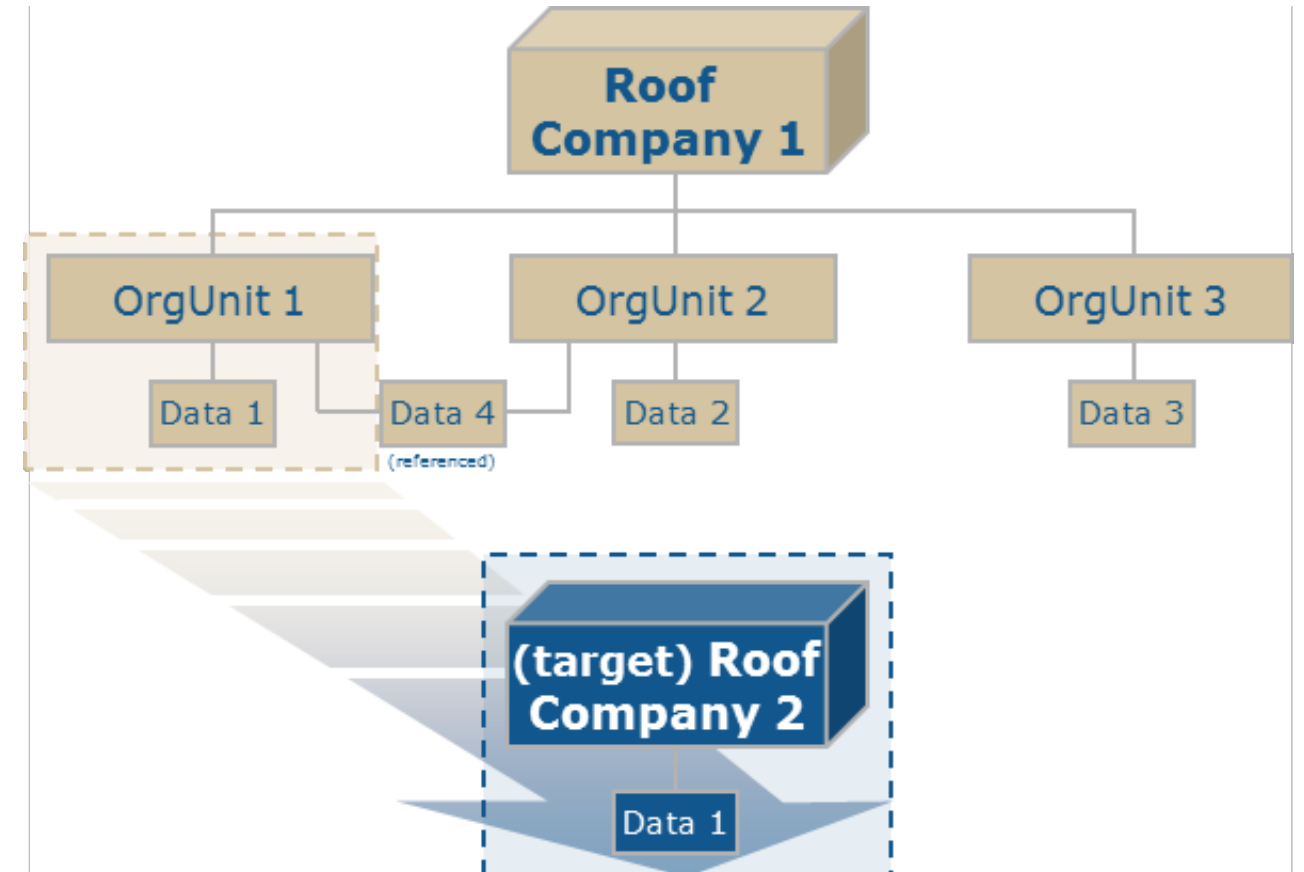 Roof
Company 1
OrgUnit 1
OrgUnit 2
OrgUnit 3
Data 1
Data 4
Data 2
Data 3
(referenced)
(target) Roof
Company 2
Data 1